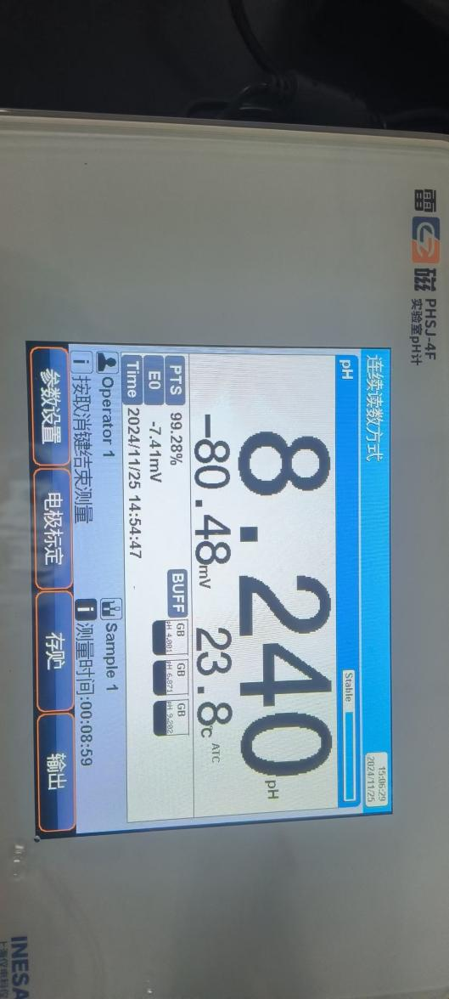 雷磁 PHSJ-4F
实验室pH计
连续读数方式
15:06:29
2024/11/25
pH
Stable
8.240 pH
-80.48mV 23.8℃ ATC
PTS 99.28%
E0 -7.41mV
Time 2024/11/25 14:54:47
BUFF
GB GB GB
pH 4.001 pH 6.871 pH 9.202
Operator 1 Sample 1
按取消键结束测量 测量时间:00:08:59
参数设置 电极标定 存贮 输出
INESA